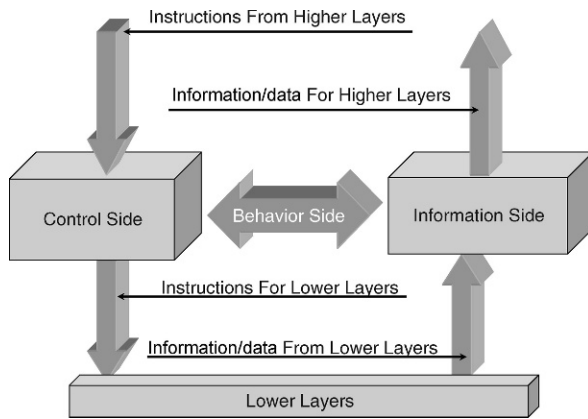 Instructions From Higher Layers
Information/data For Higher Layers
Control Side
Behavior Side
Information Side
Instructions For Lower Layers
Information/data From Lower Layers
Lower Layers